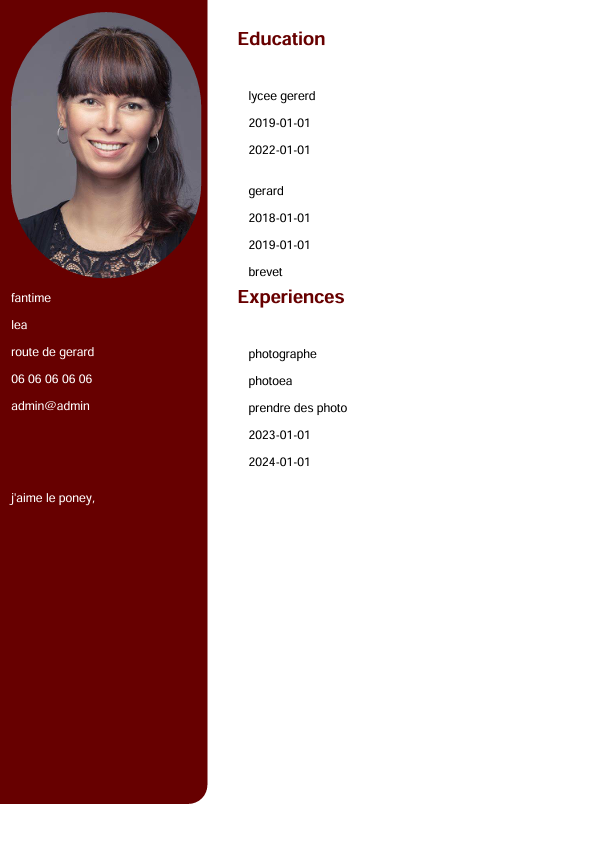 fantime
lea
route de gerard
06 06 06 06 06
admin@admin
j'aime le poney,
Education
lycee gererd
2019-01-01
2022-01-01
gerard
2018-01-01
2019-01-01
brevet
Experiences
photographe
photoea
prendre des photo
2023-01-01
2024-01-01